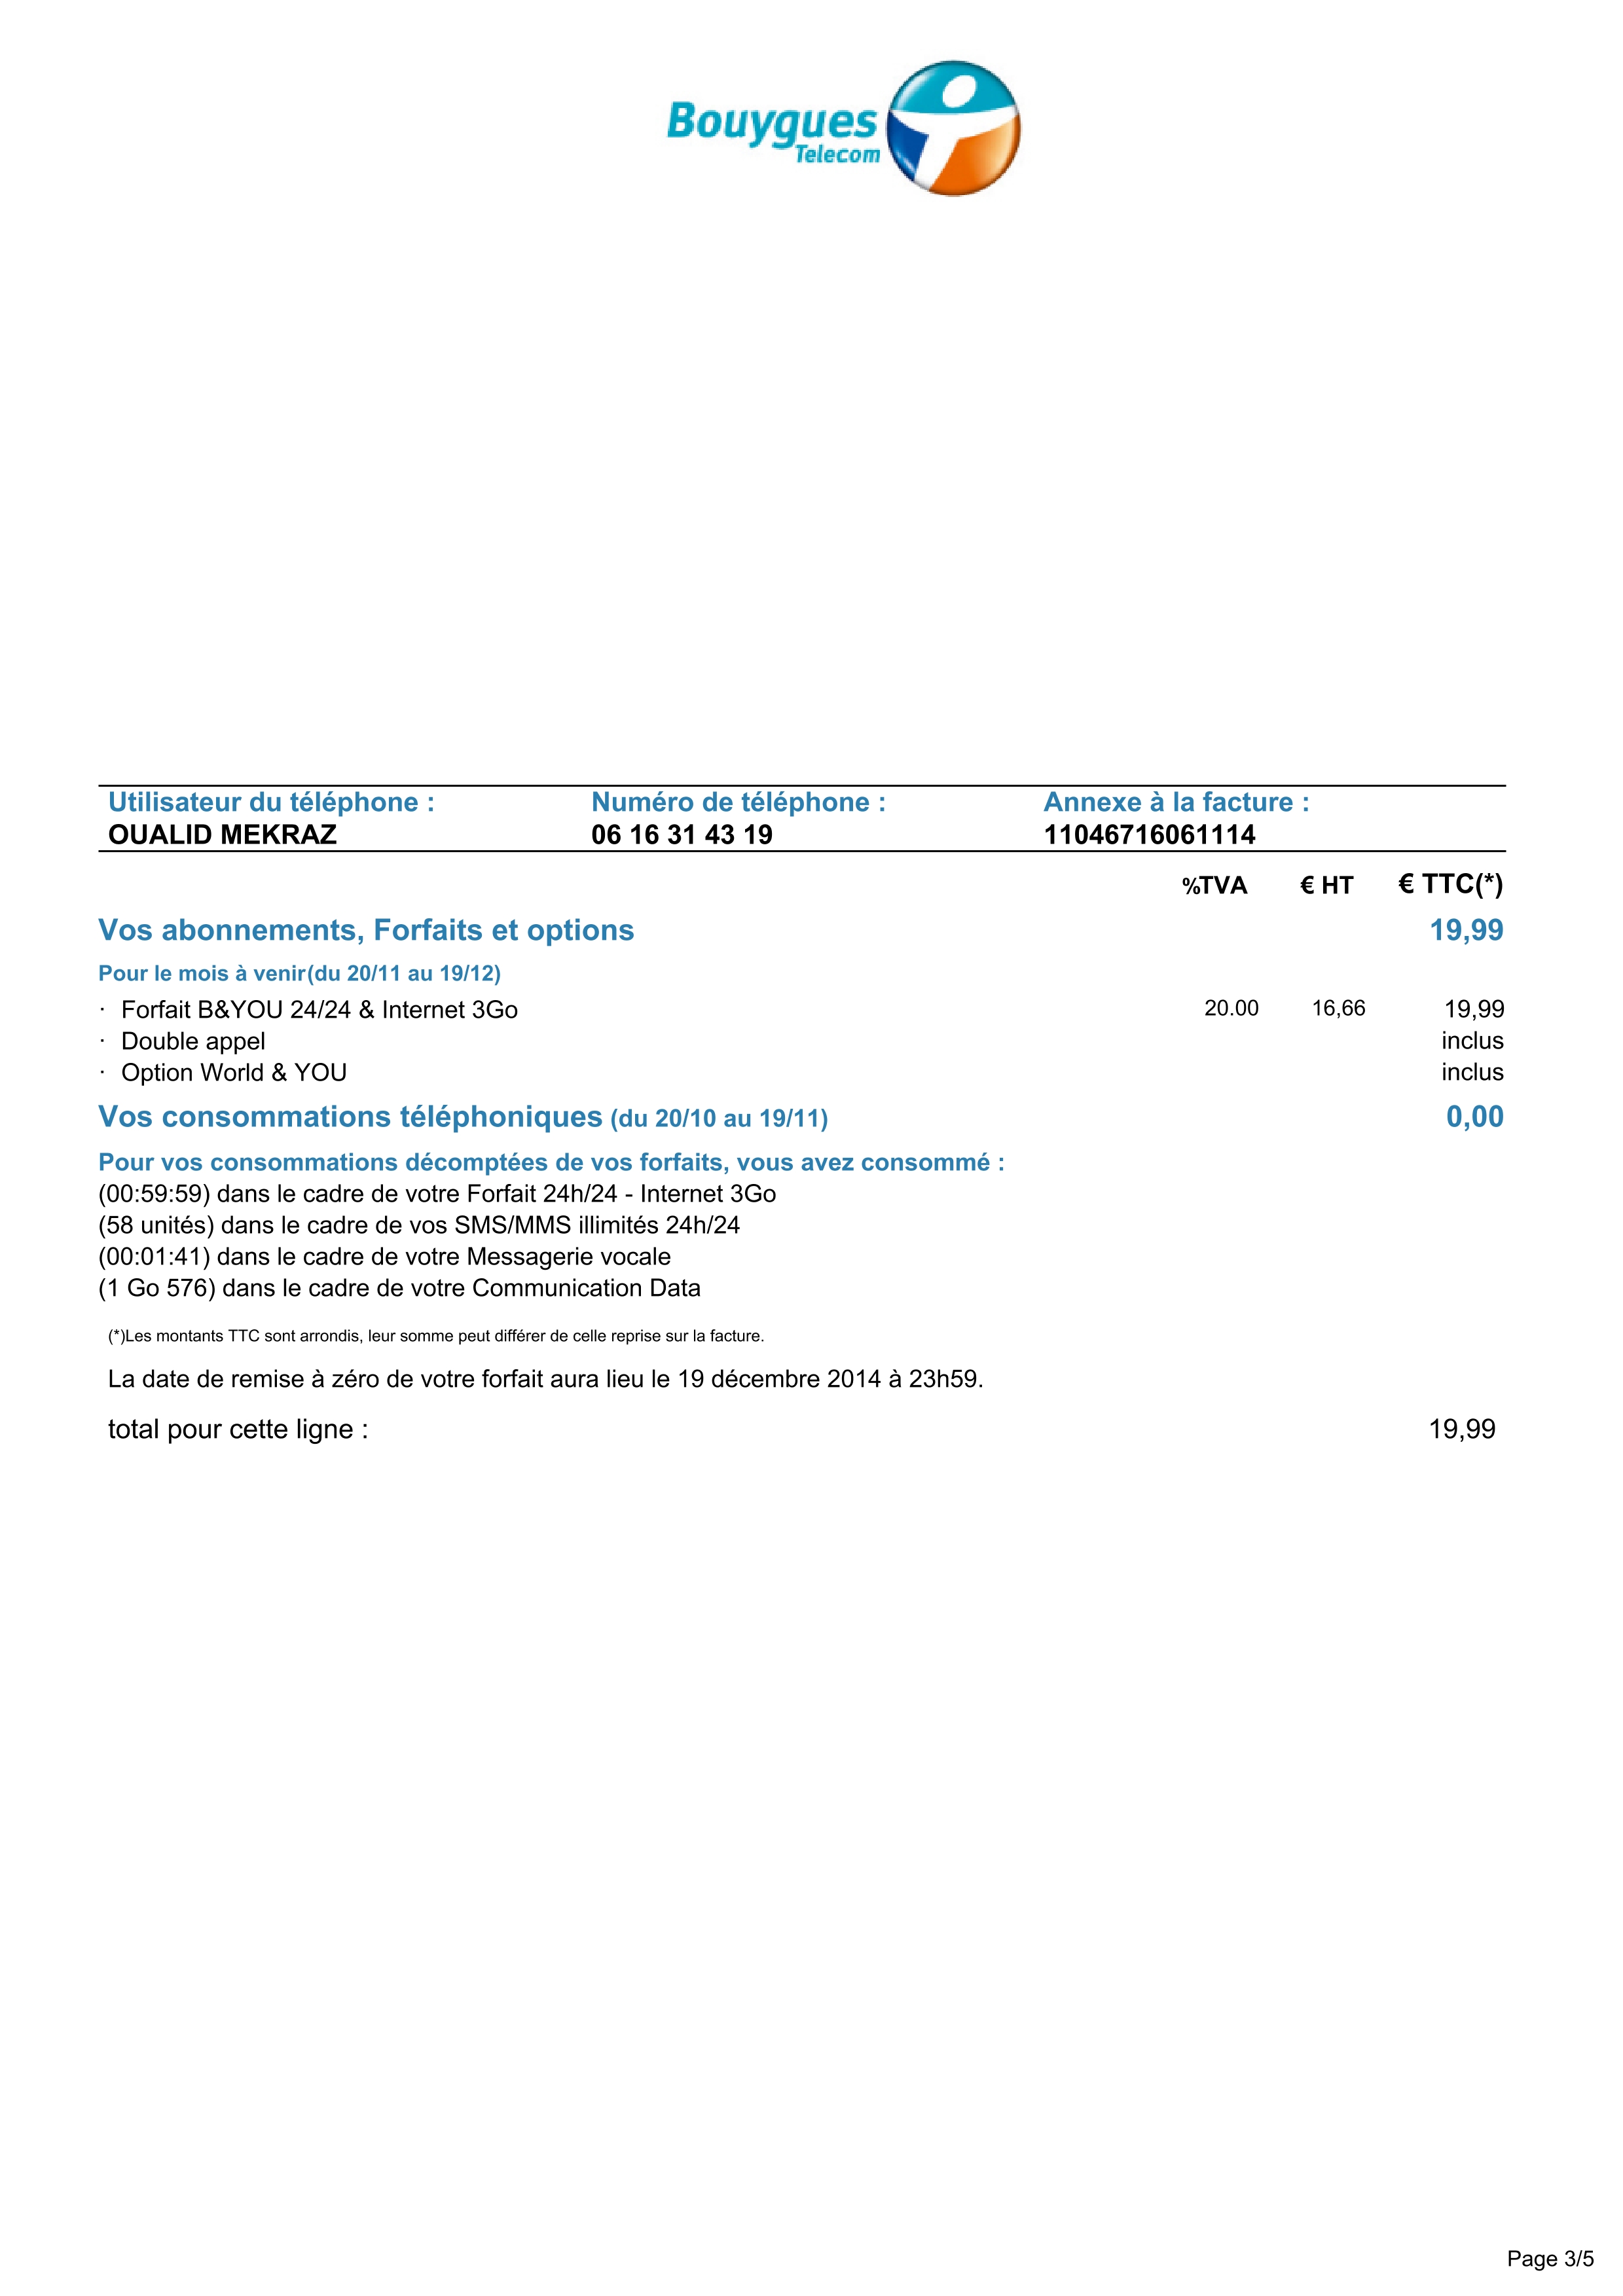 Bouygues
Telecom
Utilisateur du téléphone : Numéro de téléphone : Annexe à la facture :
OUALID MEKRAZ 06 16 31 43 19 11046716061114
%TVA € HT € TTC(*)
Vos abonnements, Forfaits et options 19,99
Pour le mois à venir(du 20/11 au 19/12)
· Forfait B&YOU 24/24 & Internet 3Go 20.00 16,66 19,99
· Double appel inclus
· Option World & YOU inclus
Vos consommations téléphoniques (du 20/10 au 19/11) 0,00
Pour vos consommations décomptées de vos forfaits, vous avez consommé :
(00:59:59) dans le cadre de votre Forfait 24h/24 - Internet 3Go
(58 unités) dans le cadre de vos SMS/MMS illimités 24h/24
(00:01:41) dans le cadre de votre Messagerie vocale
(1 Go 576) dans le cadre de votre Communication Data
(*)Les montants TTC sont arrondis, leur somme peut différer de celle reprise sur la facture.
La date de remise à zéro de votre forfait aura lieu le 19 décembre 2014 à 23h59.
total pour cette ligne : 19,99
Page 3/5